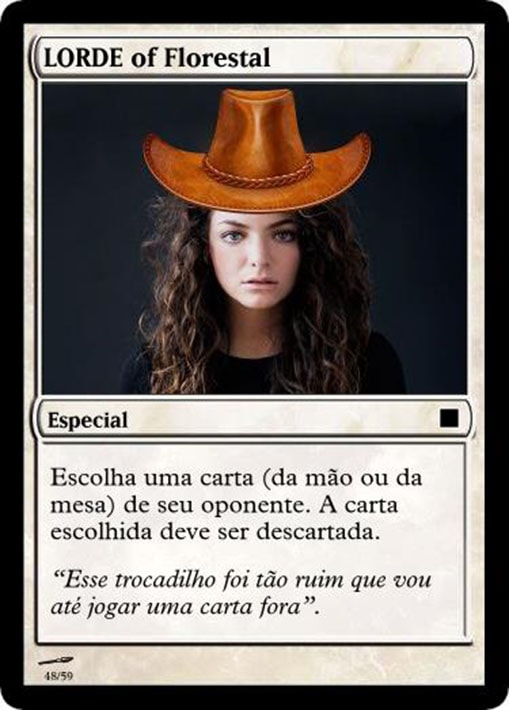 LORDE of Florestal
Especial
Escolha uma carta (da mão ou da
mesa) de seu oponente. A carta
escolhida deve ser descartada.
“Esse trocadilho foi tão ruim que vou
até jogar uma carta fora”.
48/59